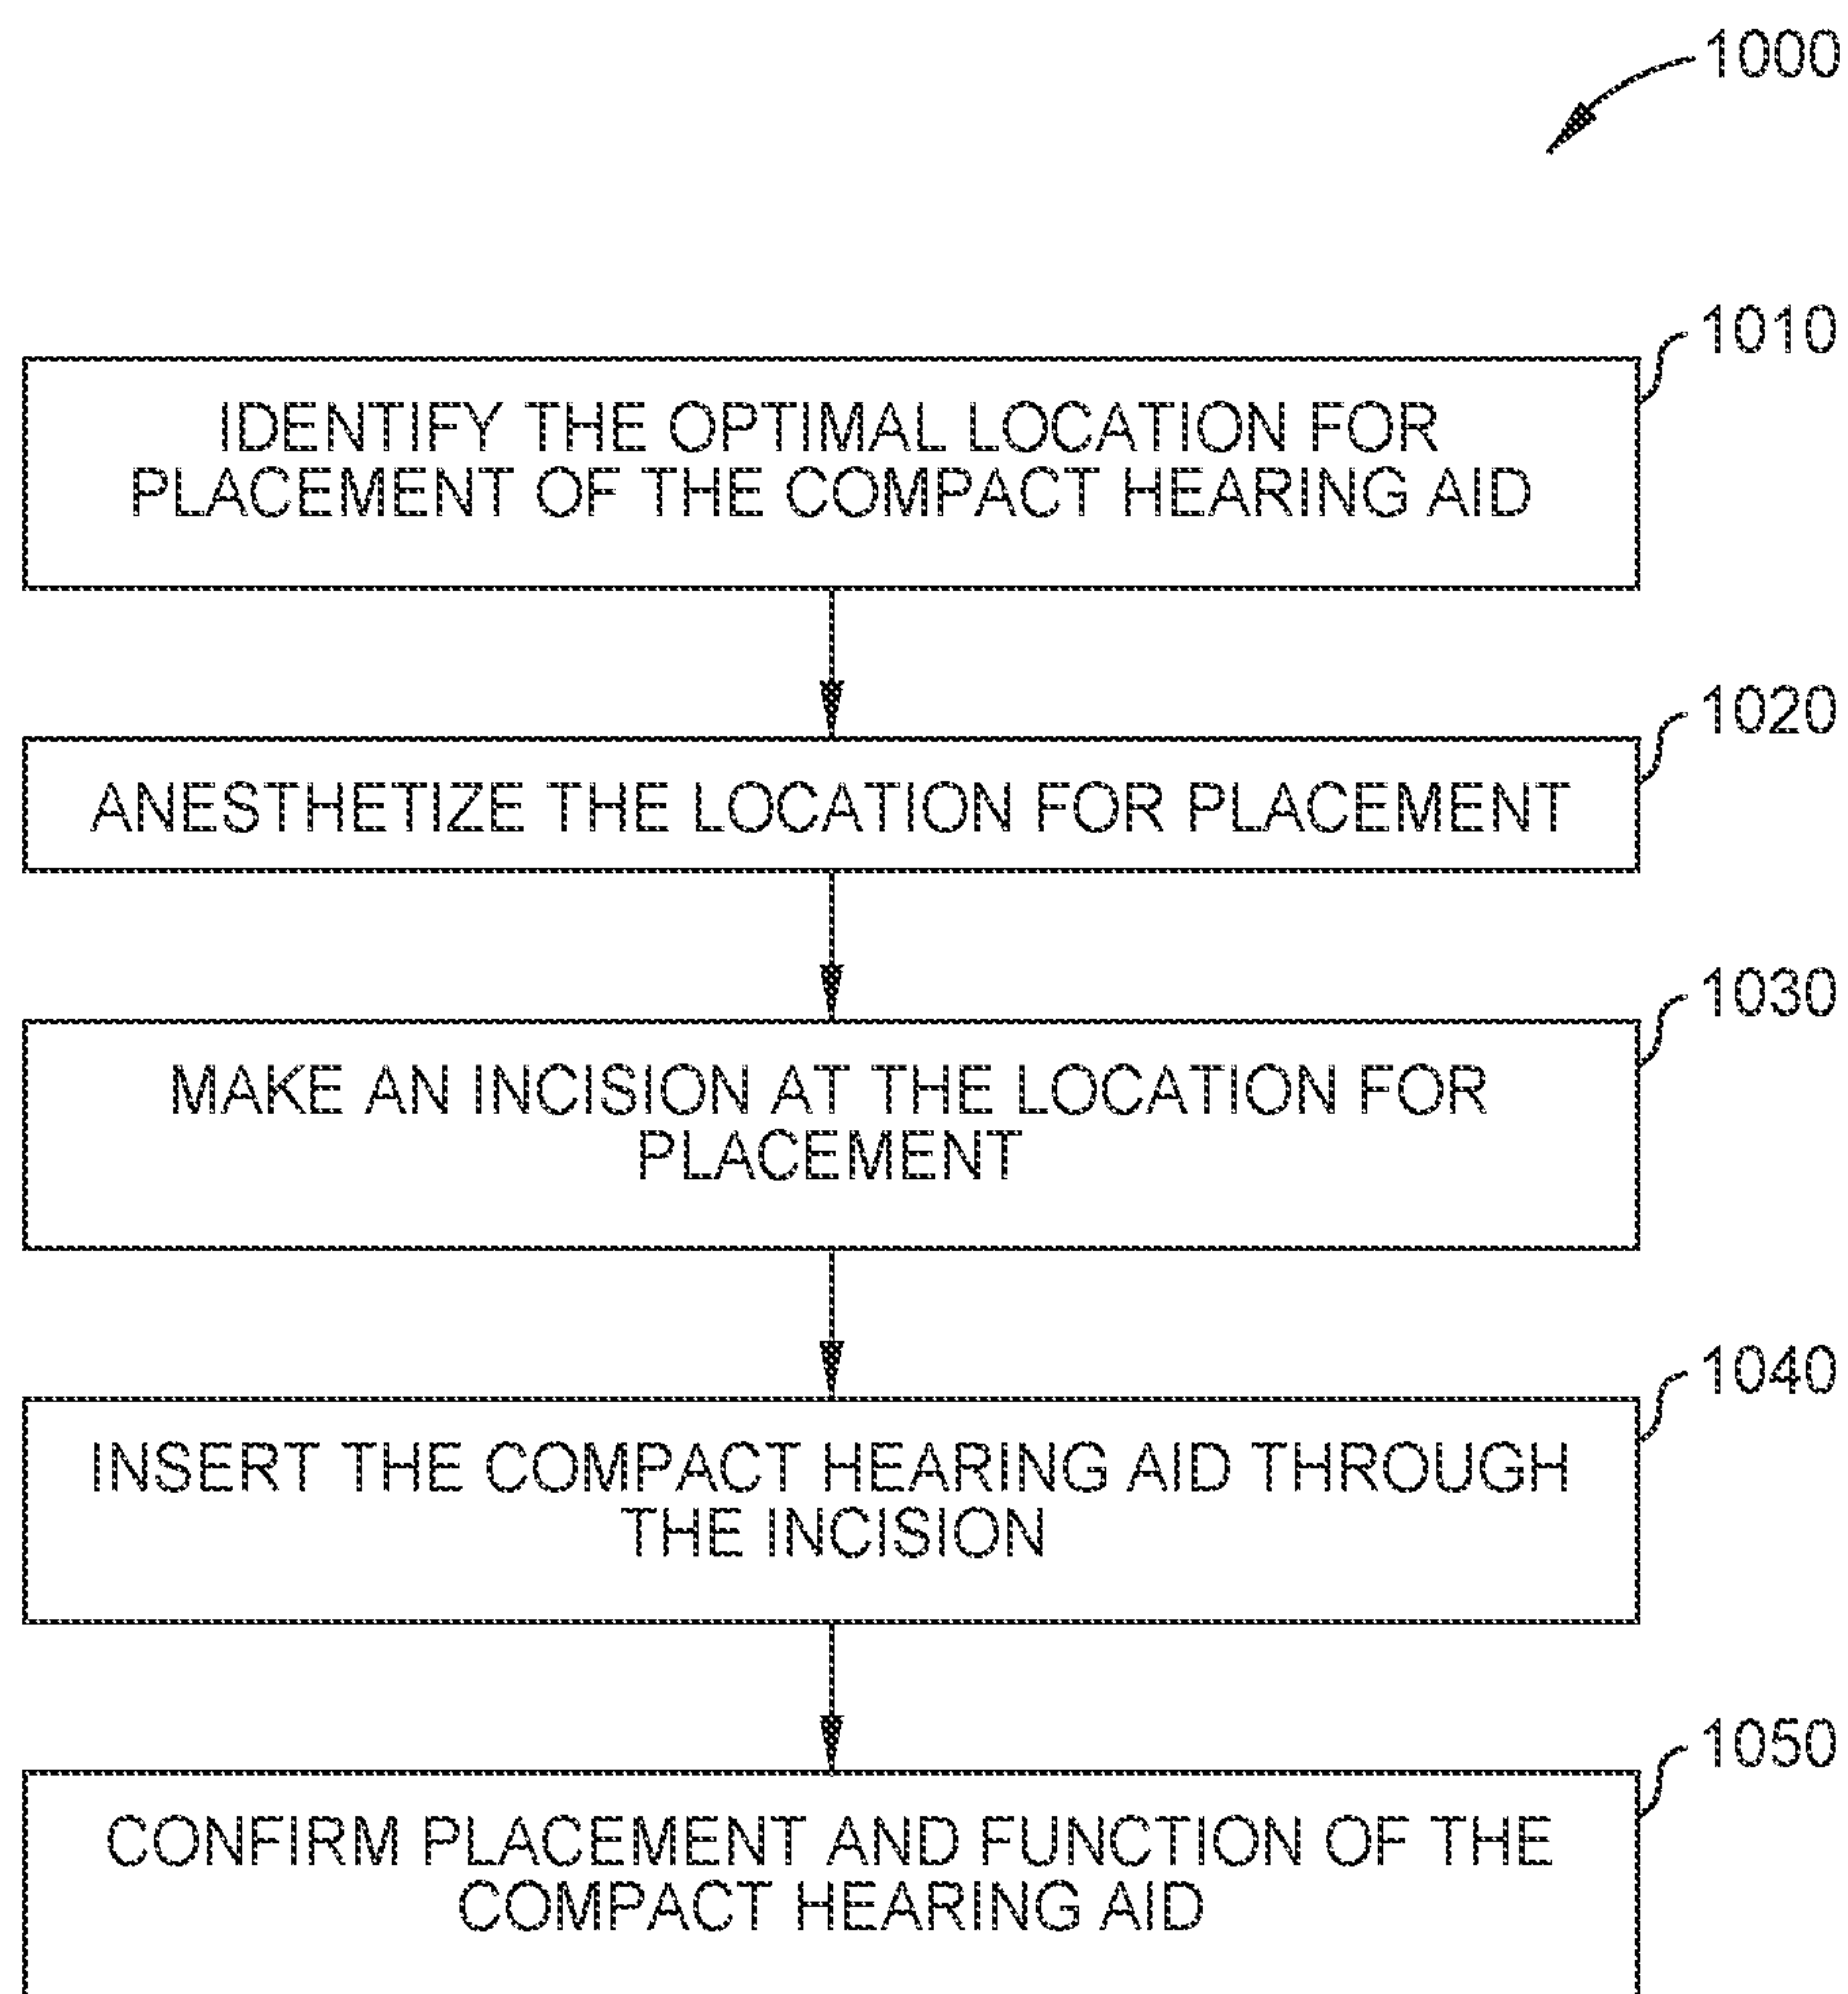 1000
1010
IDENTIFY THE OPTIMAL LOCATION FOR
PLACEMENT OF THE COMPACT HEARING AID
1020
ANESTHETIZE THE LOCATION FOR PLACEMENT
1030
MAKE AN INCISION AT THE LOCATION FOR
PLACEMENT
1040
INSERT THE COMPACT HEARING AID THROUGH
THE INCISION
1050
CONFIRM PLACEMENT AND FUNCTION OF THE
COMPACT HEARING AID